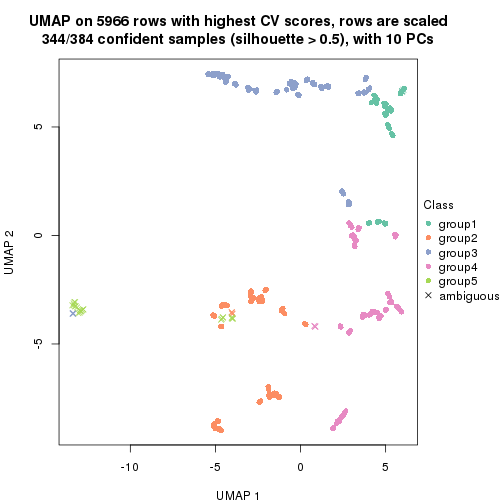 UMAP on 5966 rows with highest CV scores, rows are scaled
344/384 confident samples (silhouette > 0.5), with 10 PCs
5
0
-5
UMAP 2
-10
-5
0
5
UMAP 1
Class
group1
group2
group3
group4
group5
ambiguous